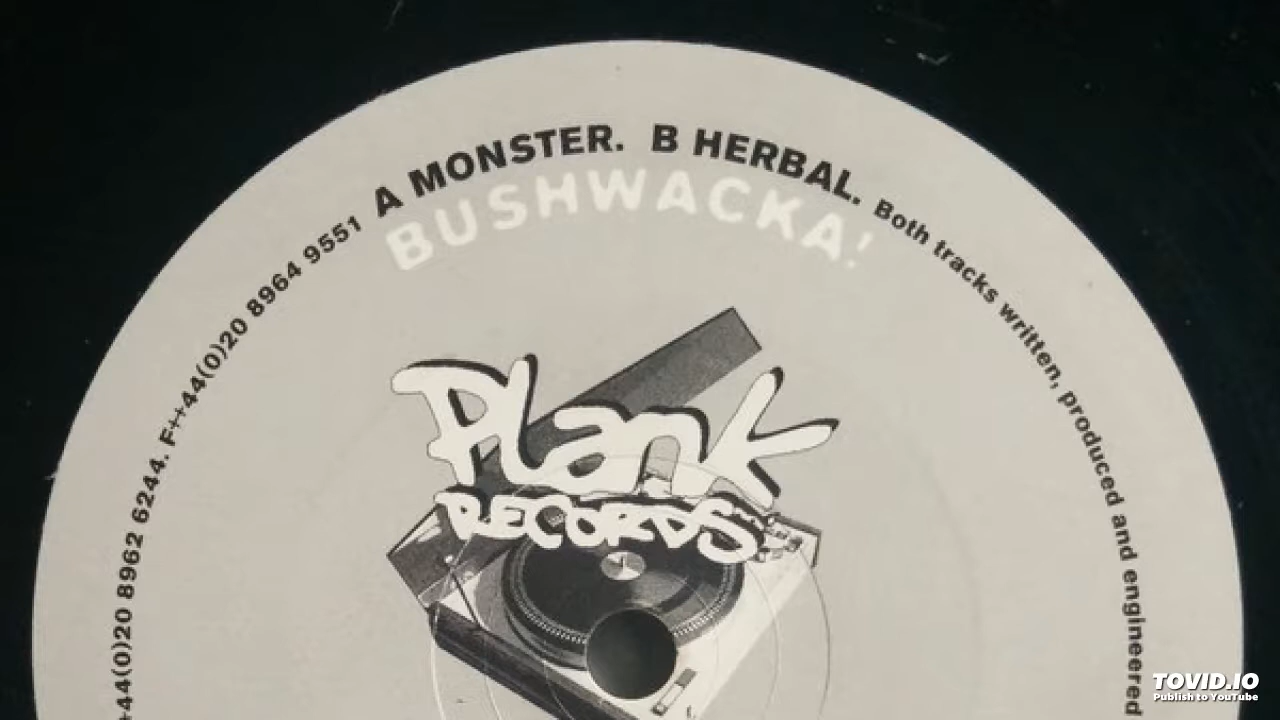 +44(0)20 8962 6244. F++44(0)20 8964 9551 A MONSTER. B HERBAL. Both tracks written, produced and engineered
BUSHWACKA!
Plank
RECORDS
TOVID.IO
Publish to YouTube